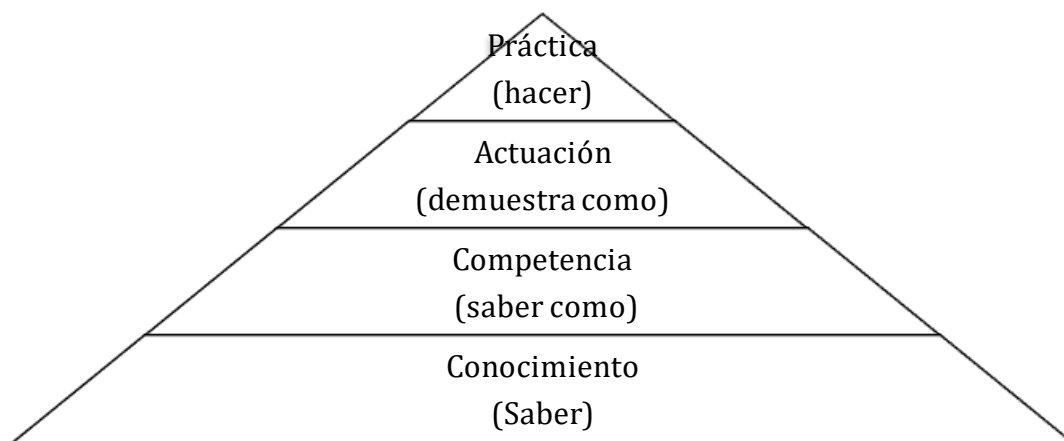 Práctica
(hacer)
Actuación
(demuestra como)
Competencia
(saber como)
Conocimiento
(Saber)